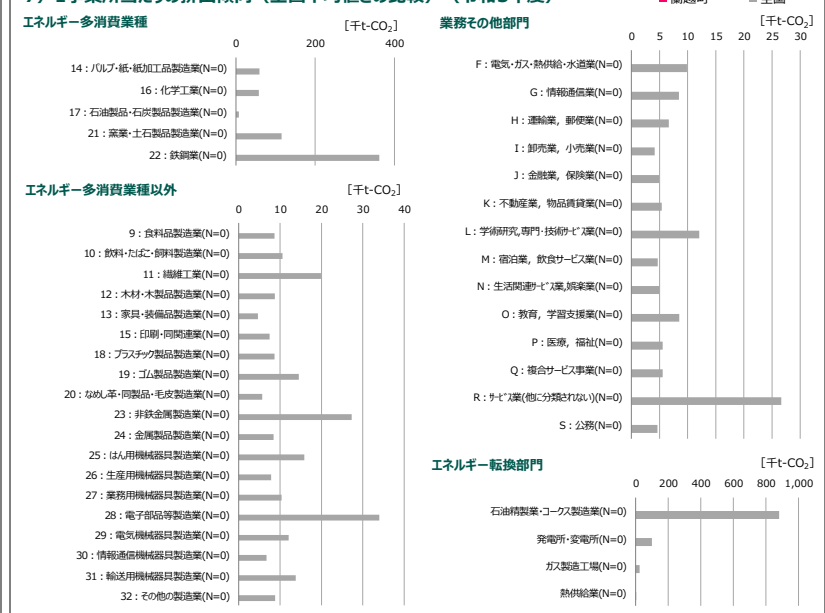 エネルギー多消費業種
[千t-CO₂]
0 200 400
14：パルプ・紙・紙加工品製造業(N=0)
16：化学工業(N=0)
17：石油製品・石炭製品製造業(N=0)
21：窯業・土石製品製造業(N=0)
22：鉄鋼業(N=0)
エネルギー多消費業種以外
[千t-CO₂]
0 10 20 30 40
9：食料品製造業(N=0)
10：飲料・たばこ・飼料製造業(N=0)
11：繊維工業(N=0)
12：木材・木製品製造業(N=0)
13：家具・装備品製造業(N=0)
15：印刷・同関連業(N=0)
18：プラスチック製品製造業(N=0)
19：ゴム製品製造業(N=0)
20：なめし革・同製品・毛皮製造業(N=0)
23：非鉄金属製造業(N=0)
24：金属製品製造業(N=0)
25：はん用機械器具製造業(N=0)
26：生産用機械器具製造業(N=0)
27：業務用機械器具製造業(N=0)
28：電子部品等製造業(N=0)
29：電気機械器具製造業(N=0)
30：情報通信機械器具製造業(N=0)
31：輸送用機械器具製造業(N=0)
32：その他の製造業(N=0)
業務その他部門
[千t-CO₂]
0 5 10 15 20 25 30
F：電気・ガス・熱供給・水道業(N=0)
G：情報通信業(N=0)
H：運輸業，郵便業(N=0)
I：卸売業，小売業(N=0)
J：金融業，保険業(N=0)
K：不動産業，物品賃貸業(N=0)
L：学術研究,専門・技術ｻｰﾋﾞｽ業(N=0)
M：宿泊業，飲食サービス業(N=0)
N：生活関連ｻｰﾋﾞｽ業,娯楽業(N=0)
O：教育，学習支援業(N=0)
P：医療，福祉(N=0)
Q：複合サービス事業(N=0)
R：ｻｰﾋﾞｽ業(他に分類されない)(N=0)
S：公務(N=0)
エネルギー転換部門
[千t-CO₂]
0 200 400 600 800 1,000
石油精製業・コークス製造業(N=0)
発電所・変電所(N=0)
ガス製造工場(N=0)
熱供給業(N=0)